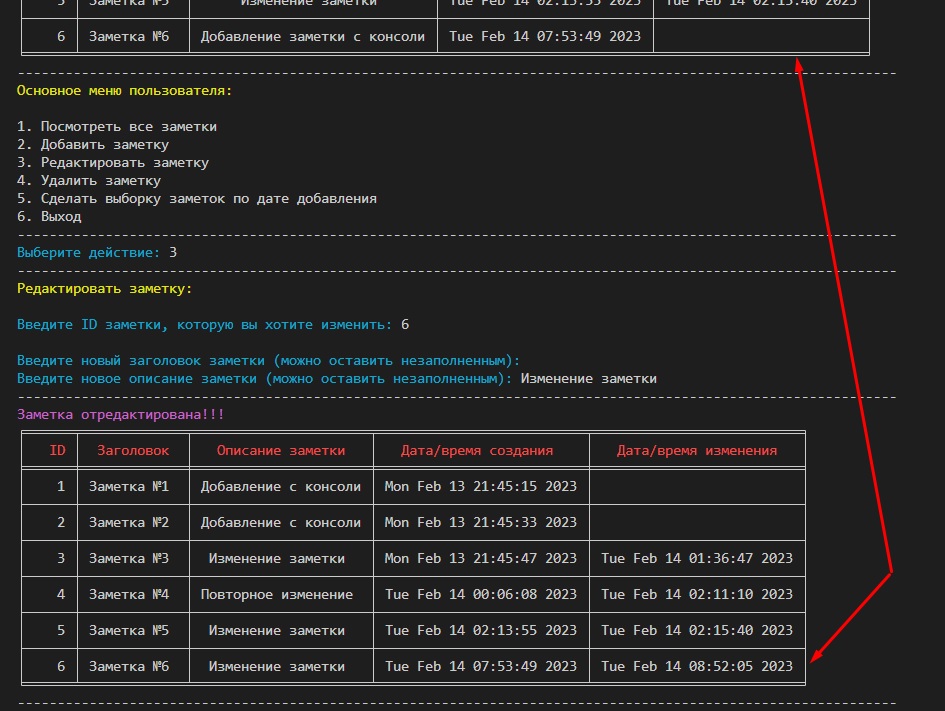 5 Заметка №5 Изменение заметки Tue Feb 14 02:13:55 2023 Tue Feb 14 02:15:40 2023
6 Заметка №6 Добавление заметки с консоли Tue Feb 14 07:53:49 2023
Основное меню пользователя:
1. Посмотреть все заметки
2. Добавить заметку
3. Редактировать заметку
4. Удалить заметку
5. Сделать выборку заметок по дате добавления
6. Выход
Выберите действие: 3
Редактировать заметку:
Введите ID заметки, которую вы хотите изменить: 6
Введите новый заголовок заметки (можно оставить незаполненным):
Введите новое описание заметки (можно оставить незаполненным): Изменение заметки
Заметка отредактирована!!!
ID Заголовок Описание заметки Дата/время создания Дата/время изменения
1 Заметка №1 Добавление с консоли Mon Feb 13 21:45:15 2023
2 Заметка №2 Добавление с консоли Mon Feb 13 21:45:33 2023
3 Заметка №3 Изменение заметки Mon Feb 13 21:45:47 2023 Tue Feb 14 01:36:47 2023
4 Заметка №4 Повторное изменение Tue Feb 14 00:06:08 2023 Tue Feb 14 02:11:10 2023
5 Заметка №5 Изменение заметки Tue Feb 14 02:13:55 2023 Tue Feb 14 02:15:40 2023
6 Заметка №6 Изменение заметки Tue Feb 14 07:53:49 2023 Tue Feb 14 08:52:05 2023